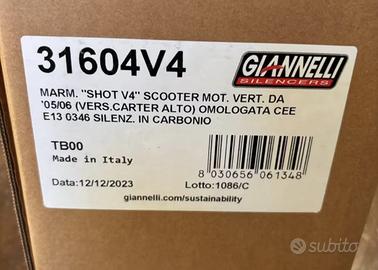 31604V4
GIANNELLI
SILENCERS
MARM. "SHOT V4" SCOOTER MOT. VERT. DA
'05/06 (VERS.CARTER ALTO) OMOLOGATA CEE
E13 0346 SILENZ. IN CARBONIO
TB00
Made in Italy
8 030656 061348
Data:12/12/2023
Lotto:1086/C
giannelli.com/sustainability
subito